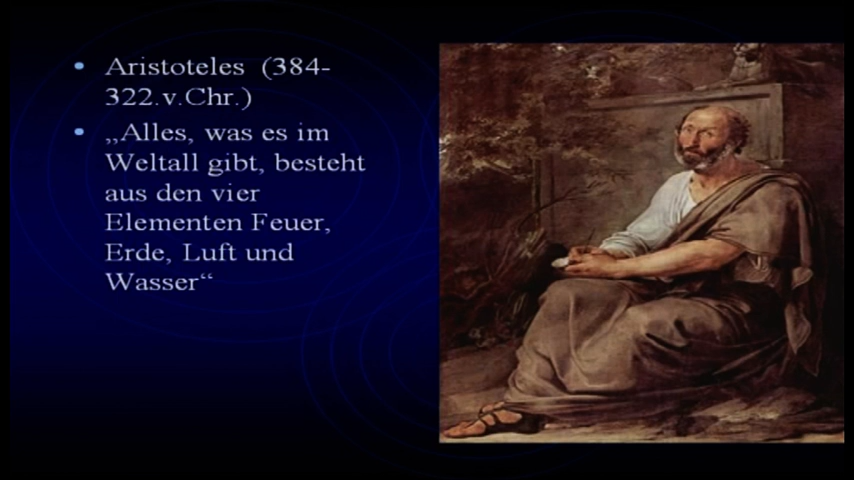 Aristoteles (384-
322.v.Chr.)
„Alles, was es im
Weltall gibt, besteht
aus den vier
Elementen Feuer,
Erde, Luft und
Wasser“